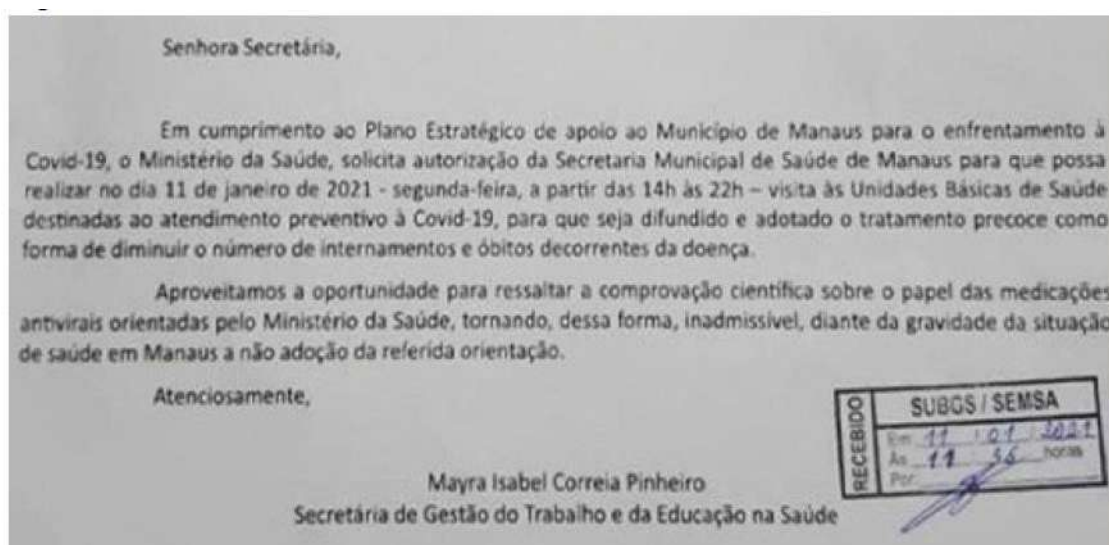 Senhora Secretária,
Em cumprimento ao Plano Estratégico de apoio ao Município de Manaus para o enfrentamento à
Covid-19, o Ministério da Saúde, solicita autorização da Secretaria Municipal de Saúde de Manaus para que possa
realizar no dia 11 de janeiro de 2021 - segunda-feira, a partir das 14h às 22h – visita às Unidades Básicas de Saúde
destinadas ao atendimento preventivo à Covid-19, para que seja difundido e adotado o tratamento precoce como
forma de diminuir o número de internamentos e óbitos decorrentes da doença.
Aproveitamos a oportunidade para ressaltar a comprovação científica sobre o papel das medicações
antivirais orientadas pelo Ministério da Saúde, tornando, dessa forma, inadmissível, diante da gravidade da situação
de saúde em Manaus a não adoção da referida orientação.
Atenciosamente,
RECEBIDO
SUBGS / SEMSA
Em 11 / 01 / 2021
Às 11 36 horas
Por
Mayra Isabel Correia Pinheiro
Secretária de Gestão do Trabalho e da Educação na Saúde